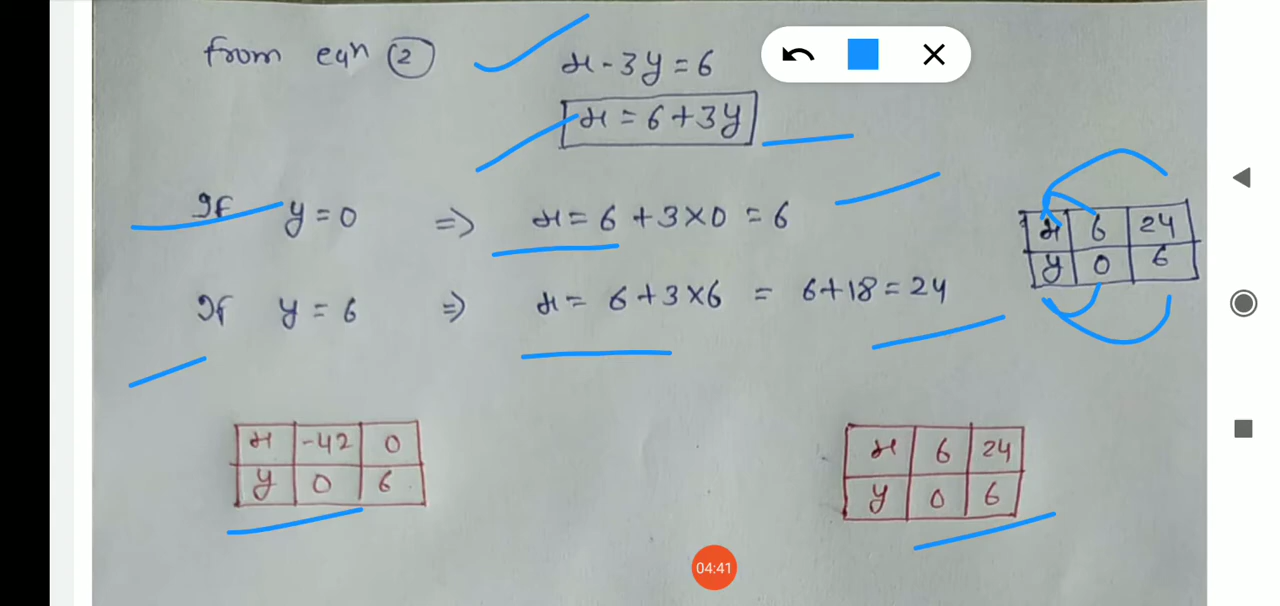 from eqn ②
x - 3y = 6
x = 6 + 3y
If y = 0 => x = 6 + 3×0 = 6
If y = 6 => x = 6 + 3×6 = 6+18 = 24
x 6 24
y 0 6
x -42 0
y 0 6
x 6 24
y 0 6
04:41